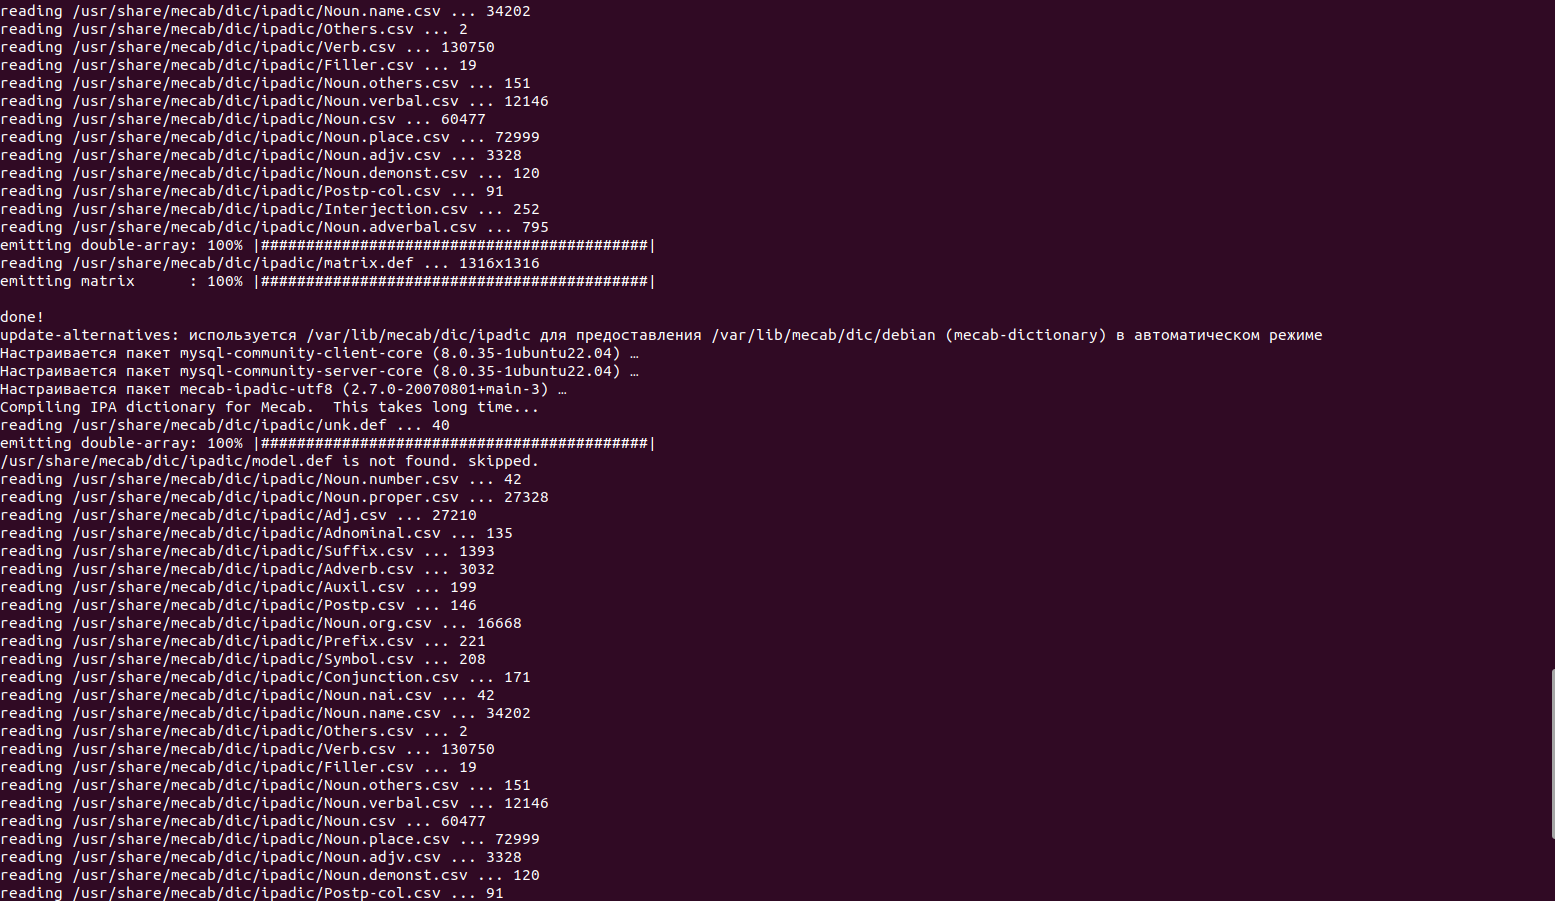 reading /usr/share/mecab/dic/ipadic/Noun.name.csv ... 34202
reading /usr/share/mecab/dic/ipadic/Others.csv ... 2
reading /usr/share/mecab/dic/ipadic/Verb.csv ... 130750
reading /usr/share/mecab/dic/ipadic/Filler.csv ... 19
reading /usr/share/mecab/dic/ipadic/Noun.others.csv ... 151
reading /usr/share/mecab/dic/ipadic/Noun.verbal.csv ... 12146
reading /usr/share/mecab/dic/ipadic/Noun.csv ... 60477
reading /usr/share/mecab/dic/ipadic/Noun.place.csv ... 72999
reading /usr/share/mecab/dic/ipadic/Noun.adjv.csv ... 3328
reading /usr/share/mecab/dic/ipadic/Noun.demonst.csv ... 120
reading /usr/share/mecab/dic/ipadic/Postp-col.csv ... 91
reading /usr/share/mecab/dic/ipadic/Interjection.csv ... 252
reading /usr/share/mecab/dic/ipadic/Noun.adverbal.csv ... 795
emitting double-array: 100% |###########################################|
reading /usr/share/mecab/dic/ipadic/matrix.def ... 1316x1316
emitting matrix      : 100% |###########################################|
done!
update-alternatives: используется /var/lib/mecab/dic/ipadic для предоставления /var/lib/mecab/dic/debian (mecab-dictionary) в автоматическом режиме
Настраивается пакет mysql-community-client-core (8.0.35-1ubuntu22.04) …
Настраивается пакет mysql-community-server-core (8.0.35-1ubuntu22.04) …
Настраивается пакет mecab-ipadic-utf8 (2.7.0-20070801+main-3) …
Compiling IPA dictionary for Mecab.  This takes long time...
reading /usr/share/mecab/dic/ipadic/unk.def ... 40
emitting double-array: 100% |###########################################|
/usr/share/mecab/dic/ipadic/model.def is not found. skipped.
reading /usr/share/mecab/dic/ipadic/Noun.number.csv ... 42
reading /usr/share/mecab/dic/ipadic/Noun.proper.csv ... 27328
reading /usr/share/mecab/dic/ipadic/Adj.csv ... 27210
reading /usr/share/mecab/dic/ipadic/Adnominal.csv ... 135
reading /usr/share/mecab/dic/ipadic/Suffix.csv ... 1393
reading /usr/share/mecab/dic/ipadic/Adverb.csv ... 3032
reading /usr/share/mecab/dic/ipadic/Auxil.csv ... 199
reading /usr/share/mecab/dic/ipadic/Postp.csv ... 146
reading /usr/share/mecab/dic/ipadic/Noun.org.csv ... 16668
reading /usr/share/mecab/dic/ipadic/Prefix.csv ... 221
reading /usr/share/mecab/dic/ipadic/Symbol.csv ... 208
reading /usr/share/mecab/dic/ipadic/Conjunction.csv ... 171
reading /usr/share/mecab/dic/ipadic/Noun.nai.csv ... 42
reading /usr/share/mecab/dic/ipadic/Noun.name.csv ... 34202
reading /usr/share/mecab/dic/ipadic/Others.csv ... 2
reading /usr/share/mecab/dic/ipadic/Verb.csv ... 130750
reading /usr/share/mecab/dic/ipadic/Filler.csv ... 19
reading /usr/share/mecab/dic/ipadic/Noun.others.csv ... 151
reading /usr/share/mecab/dic/ipadic/Noun.verbal.csv ... 12146
reading /usr/share/mecab/dic/ipadic/Noun.csv ... 60477
reading /usr/share/mecab/dic/ipadic/Noun.place.csv ... 72999
reading /usr/share/mecab/dic/ipadic/Noun.adjv.csv ... 3328
reading /usr/share/mecab/dic/ipadic/Noun.demonst.csv ... 120
reading /usr/share/mecab/dic/ipadic/Postp-col.csv ... 91